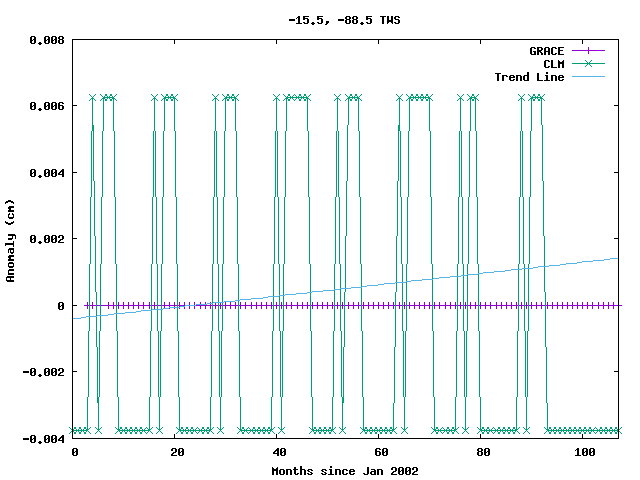 -15.5, -88.5 TWS
GRACE
CLM
Trend Line
0.008
0.006
0.004
0.002
0
-0.002
-0.004
Anomaly (cm)
0 20 40 60 80 100
Months since Jan 2002